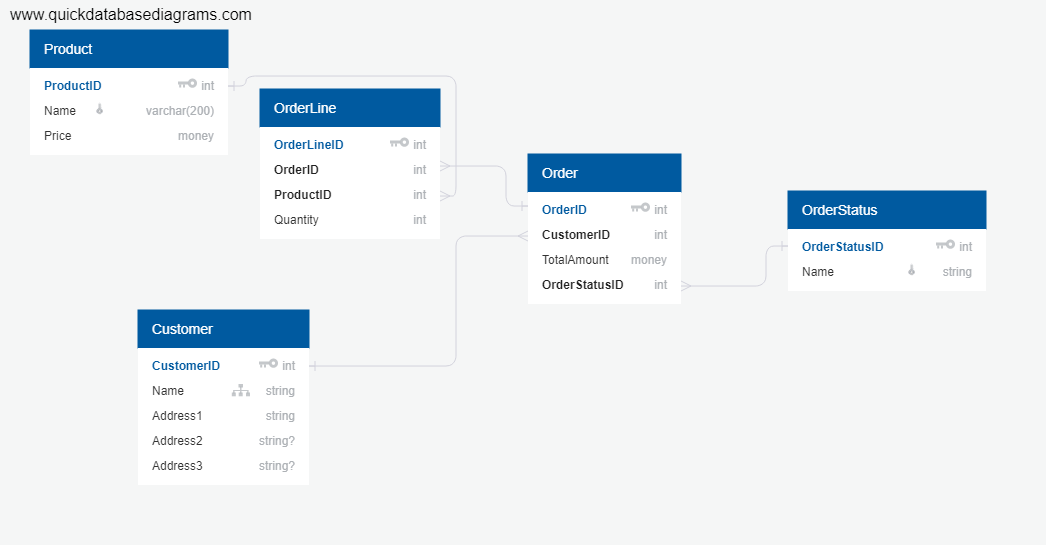 www.quickdatabasediagrams.com
Product
ProductID int
Name varchar(200)
Price money
OrderLine
OrderLineID int
OrderID int
ProductID int
Quantity int
Order
OrderID int
CustomerID int
TotalAmount money
OrderStatusID int
OrderStatus
OrderStatusID int
Name string
Customer
CustomerID int
Name string
Address1 string
Address2 string?
Address3 string?